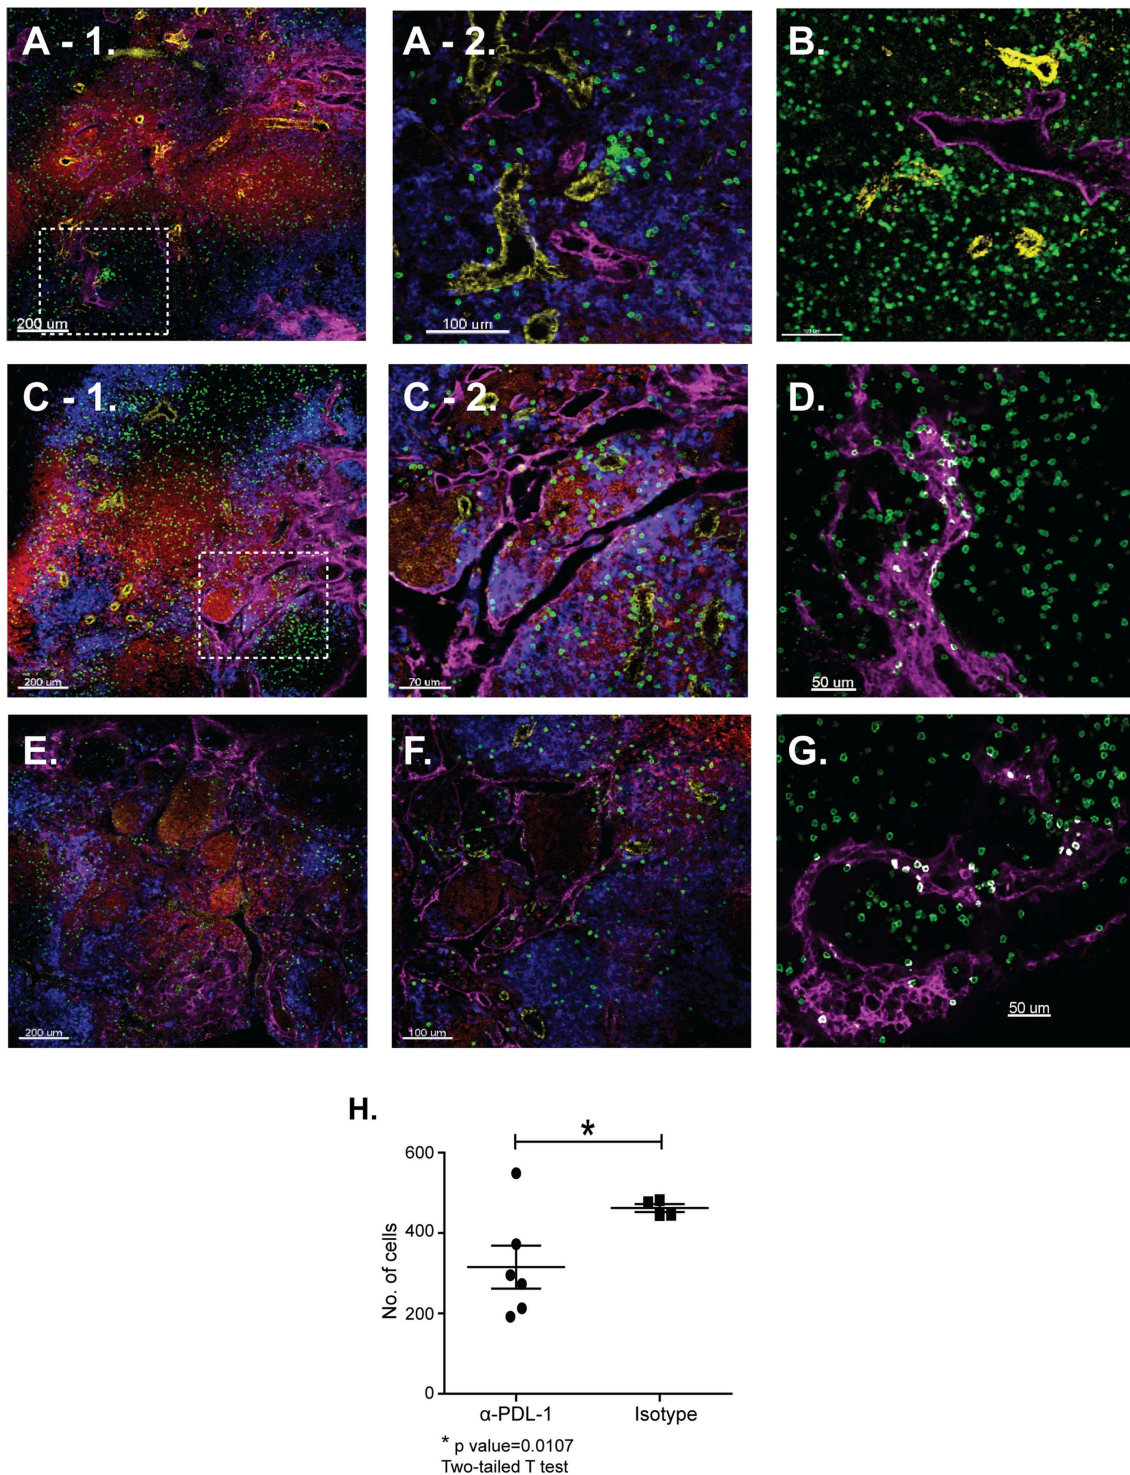 A - 1.
200 um
A - 2.
100 um
B.
C - 1.
200 um
C - 2.
70 um
D.
50 um
E.
200 um
F.
100 um
G.
50 um
H.
*
600
400
200
0
No. of cells
α-PDL-1
Isotype
* p value=0.0107
Two-tailed T test